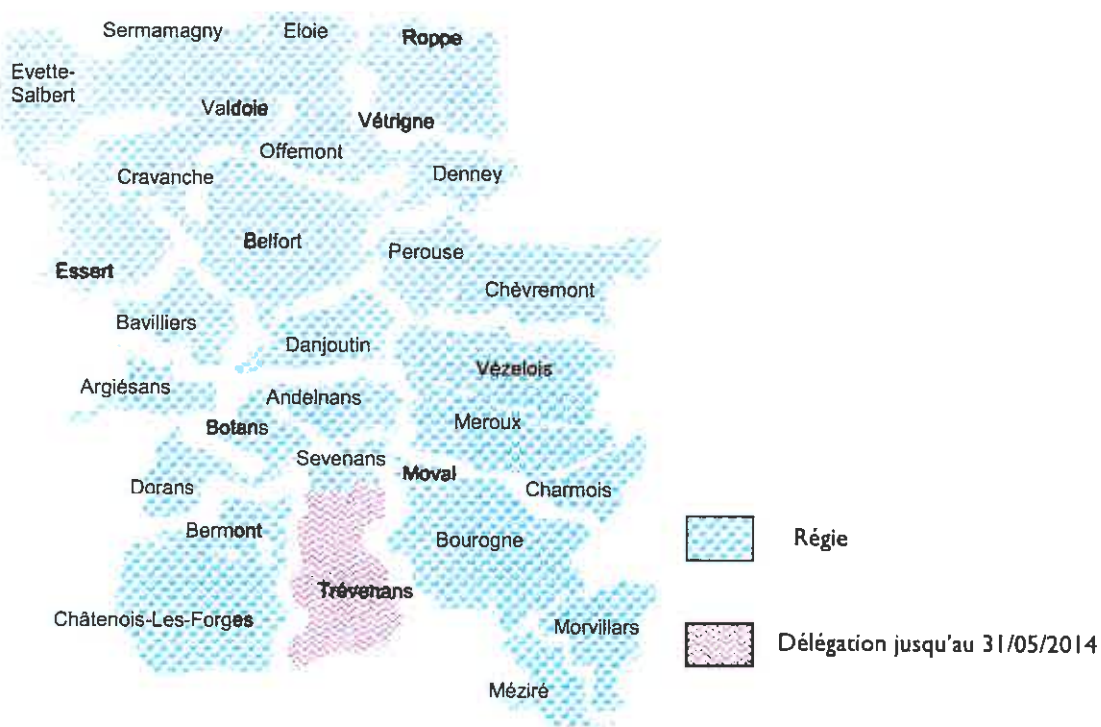 Sermamagny
Eloie
Roppe
Evette-
Salbert
Valdoie
Vétrigne
Offemont
Cravanche
Denney
Belfort
Perouse
Essert
Chèvremont
Bavilliers
Danjoutin
Vézelois
Argiésans
Andelnans
Meroux
Botans
Sevenans
Moval
Dorans
Charmois
Bermont
Bourogne
Régie
Trévenans
Châtenois-Les-Forges
Morvillars
Délégation jusqu'au 31/05/2014
Méziré